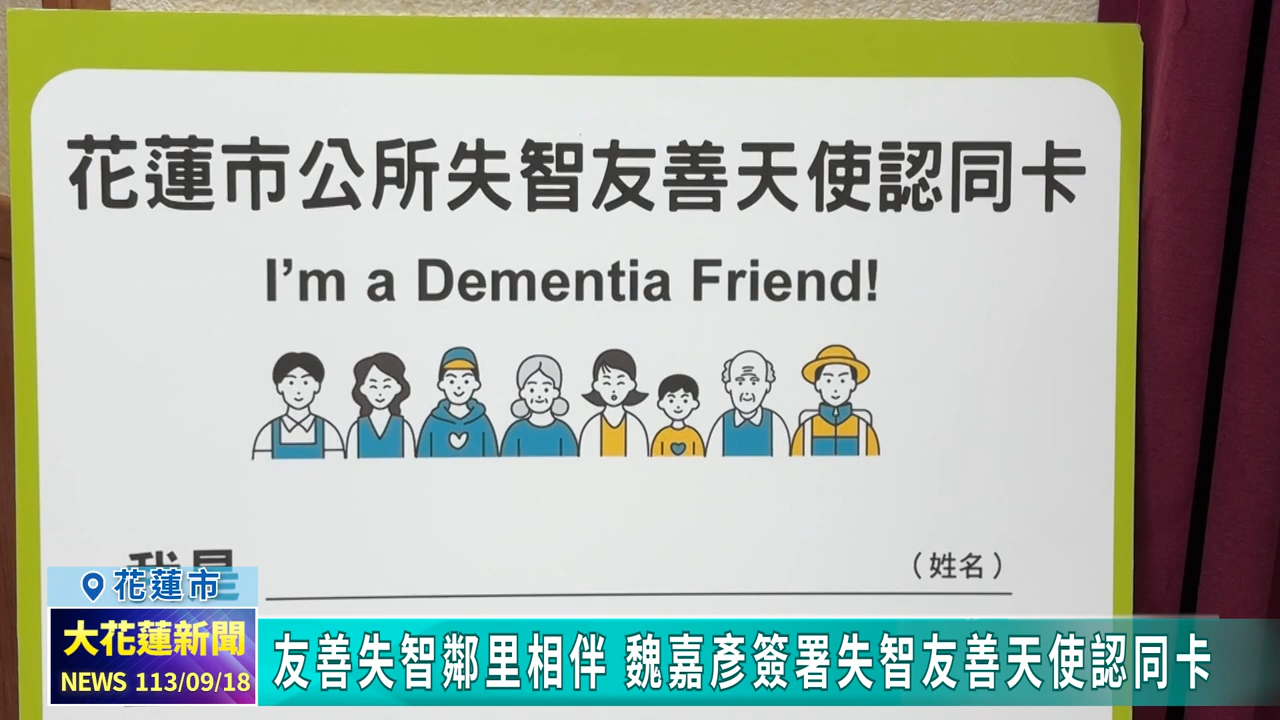 花蓮市公所失智友善天使認同卡
I'm a Dementia Friend!
我是
（姓名）
花蓮市
大花蓮新聞
NEWS 113/09/18
友善失智鄰里相伴 魏嘉彥簽署失智友善天使認同卡